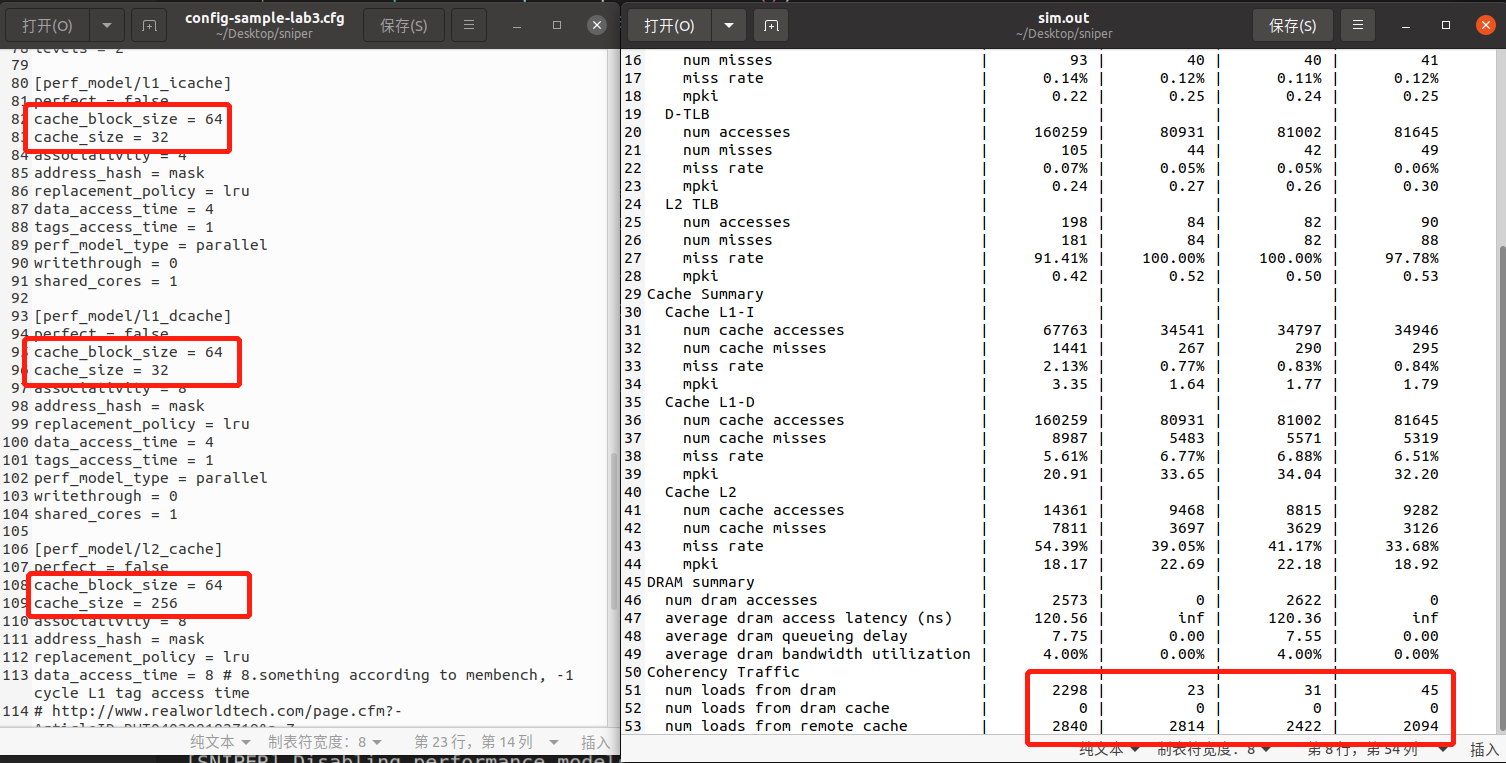 打开(O)
config-sample-lab3.cfg
~/Desktop/sniper
保存(S)
79
80 [perf_model/l1_icache]
81 perfect = false
82 cache_block_size = 64
83 cache_size = 32
84 associativity = 4
85 address_hash = mask
86 replacement_policy = lru
87 data_access_time = 4
88 tags_access_time = 1
89 perf_model_type = parallel
90 writethrough = 0
91 shared_cores = 1
92
93 [perf_model/l1_dcache]
94 perfect = false
95 cache_block_size = 64
96 cache_size = 32
97 associativity = 8
98 address_hash = mask
99 replacement_policy = lru
100 data_access_time = 4
101 tags_access_time = 1
102 perf_model_type = parallel
103 writethrough = 0
104 shared_cores = 1
105
106 [perf_model/l2_cache]
107 perfect = false
108 cache_block_size = 64
109 cache_size = 256
110 associativity = 8
111 address_hash = mask
112 replacement_policy = lru
113 data_access_time = 8 # 8.something according to membench, -1
cycle L1 tag access time
114 # http://www.realworldtech.com/page.cfm?-
纯文本 制表符宽度：8 第 23 行，第 14 列 插入
[SNIPER] Disabling performance model
打开(O)
sim.out
~/Desktop/sniper
保存(S)
16 num misses | 93 | 40 | 40 | 41
17 miss rate | 0.14% | 0.12% | 0.11% | 0.12%
18 mpki | 0.22 | 0.25 | 0.24 | 0.25
19 D-TLB | | | |
20 num accesses | 160259 | 80931 | 81002 | 81645
21 num misses | 105 | 44 | 42 | 49
22 miss rate | 0.07% | 0.05% | 0.05% | 0.06%
23 mpki | 0.24 | 0.27 | 0.26 | 0.30
24 L2 TLB | | | |
25 num accesses | 198 | 84 | 82 | 90
26 num misses | 181 | 84 | 82 | 88
27 miss rate | 91.41% | 100.00% | 100.00% | 97.78%
28 mpki | 0.42 | 0.52 | 0.50 | 0.53
29 Cache Summary | | | |
30 Cache L1-I | | | |
31 num cache accesses | 67763 | 34541 | 34797 | 34946
32 num cache misses | 1441 | 267 | 290 | 295
33 miss rate | 2.13% | 0.77% | 0.83% | 0.84%
34 mpki | 3.35 | 1.64 | 1.77 | 1.79
35 Cache L1-D | | | |
36 num cache accesses | 160259 | 80931 | 81002 | 81645
37 num cache misses | 8987 | 5483 | 5571 | 5319
38 miss rate | 5.61% | 6.77% | 6.88% | 6.51%
39 mpki | 20.91 | 33.65 | 34.04 | 32.20
40 Cache L2 | | | |
41 num cache accesses | 14361 | 9468 | 8815 | 9282
42 num cache misses | 7811 | 3697 | 3629 | 3126
43 miss rate | 54.39% | 39.05% | 41.17% | 33.68%
44 mpki | 18.17 | 22.69 | 22.18 | 18.92
45 DRAM summary | | | |
46 num dram accesses | 2573 | 0 | 2622 | 0
47 average dram access latency (ns) | 120.56 | inf | 120.36 | inf
48 average dram queueing delay | 7.75 | 0.00 | 7.55 | 0.00
49 average dram bandwidth utilization | 4.00% | 0.00% | 4.00% | 0.00%
50 Coherency Traffic | | | |
51 num loads from dram | 2298 | 23 | 31 | 45
52 num loads from dram cache | 0 | 0 | 0 | 0
53 num loads from remote cache | 2840 | 2814 | 2422 | 2094
纯文本 制表符宽度：8 第 8 行，第 54 列 插入